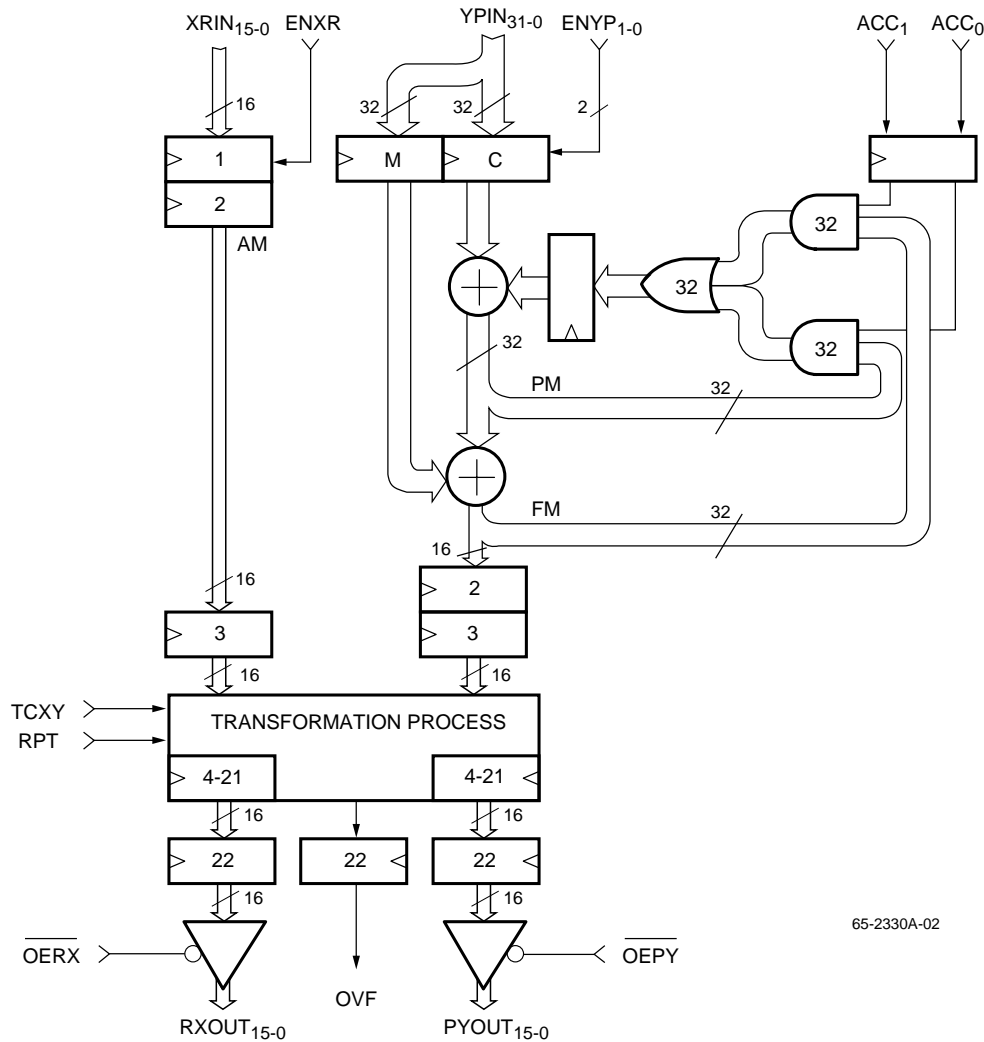 XRIN15-0 ENXR YPIN31-0 ENYP1-0 ACC1 ACC0
16 32 32 2
1 M C
2 32
AM
32 32
32
PM 32
FM 32
16
16 2
3 3
16 16
TCXY TRANSFORMATION PROCESS
RPT
4-21 4-21
16 16
22 22 22
16 16
65-2330A-02
OERX OEPY
OVF
RXOUT15-0 PYOUT15-0